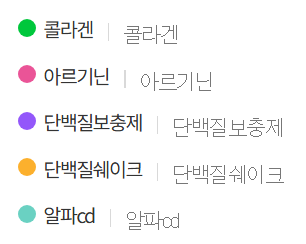 콜라겐 | 콜라겐
아르기닌 | 아르기닌
단백질보충제 | 단백질보충제
단백질쉐이크 | 단백질쉐이크
알파cd | 알파cd